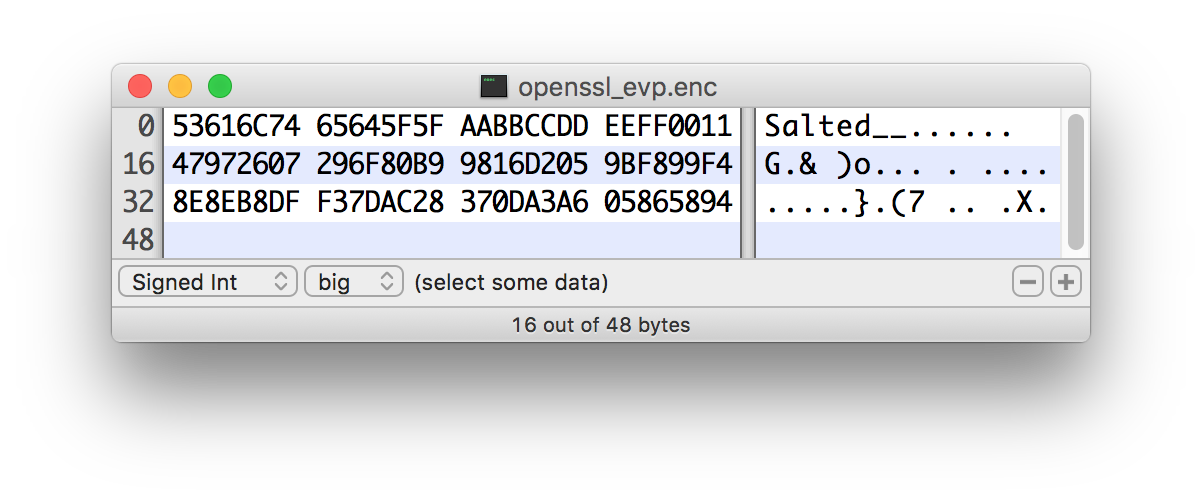 openssl_evp.enc
0 53616C74 65645F5F AABBCCDD EEFF0011 Salted__......
16 47972607 296F80B9 9816D205 9BF899F4 G.& )o... . ....
32 8E8EB8DF F37DAC28 370DA3A6 05865894 .....}.(7 .. .X.
48
Signed Int big (select some data)
16 out of 48 bytes